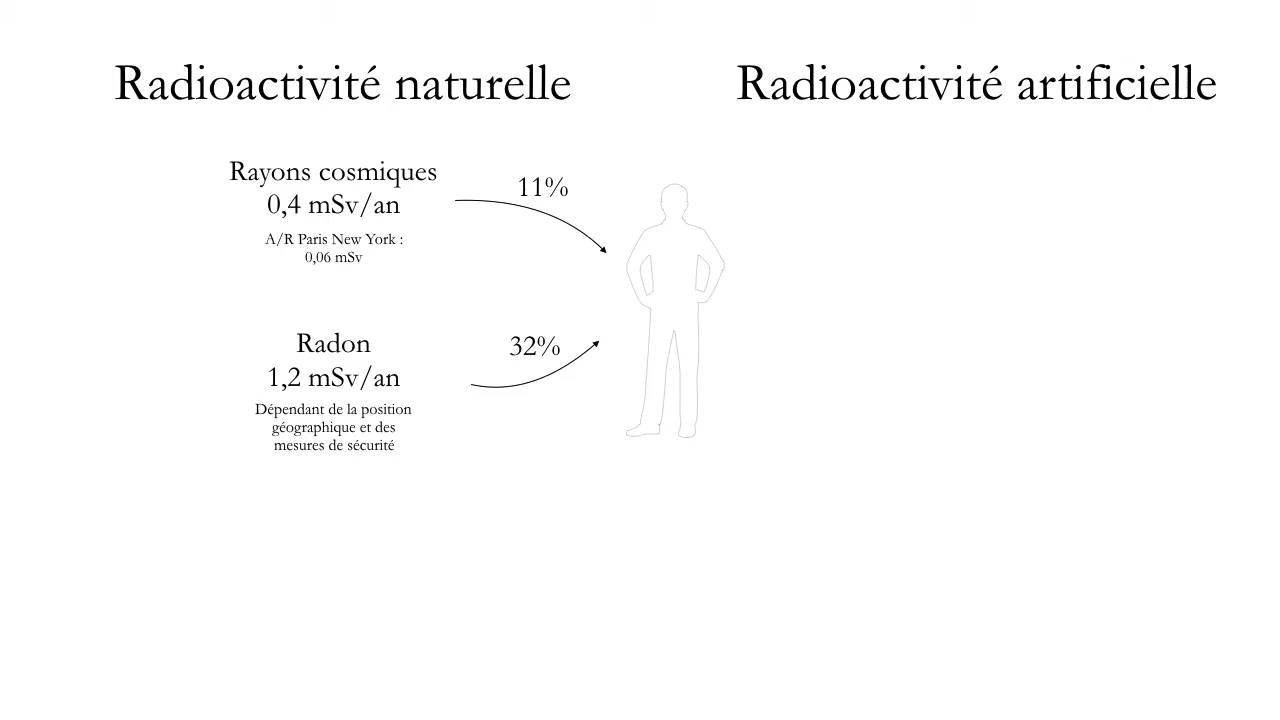 Radioactivité naturelle
Radioactivité artificielle
Rayons cosmiques
0,4 mSv/an
A/R Paris New York :
0,06 mSv
11%
Radon
1,2 mSv/an
Dépendant de la position
géographique et des
mesures de sécurité
32%